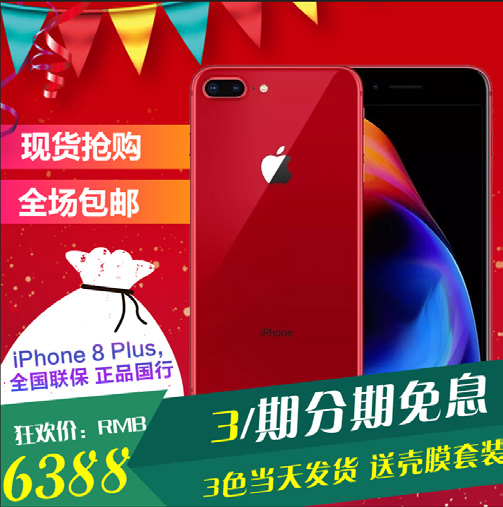 现货抢购
全场包邮
iPhone
iPhone 8 Plus,
全国联保 正品国行
狂欢价：RMB
6388
3/期分期免息
3色当天发货 送壳膜套装